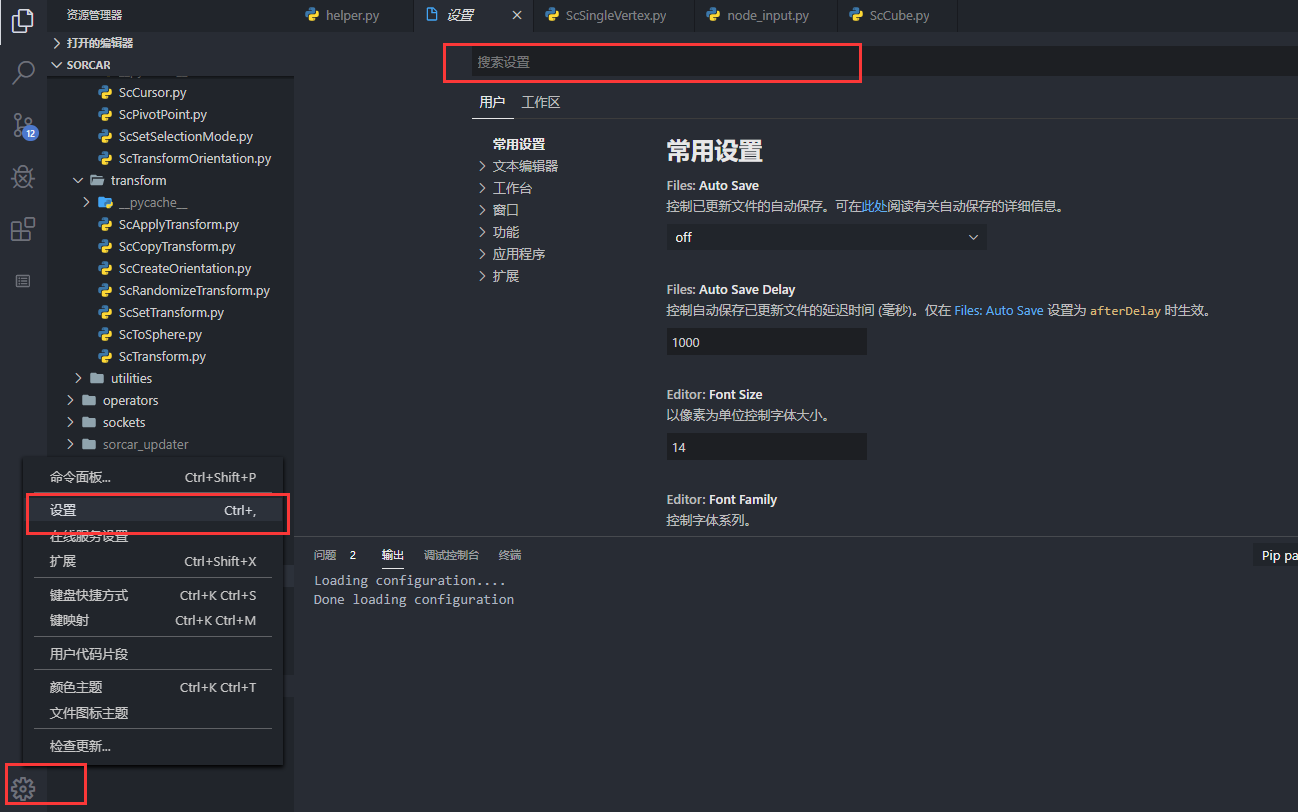 资源管理器
helper.py
设置
ScSingleVertex.py
node_input.py
ScCube.py
打开的编辑器
SORCAR
ScCursor.py
ScPivotPoint.py
ScSetSelectionMode.py
ScTransformOrientation.py
transform
__pycache__
ScApplyTransform.py
ScCopyTransform.py
ScCreateOrientation.py
ScRandomizeTransform.py
ScSetTransform.py
ScToSphere.py
ScTransform.py
utilities
operators
sockets
sorcar_updater
12
命令面板... Ctrl+Shift+P
设置 Ctrl+,
在线服务设置
扩展 Ctrl+Shift+X
键盘快捷方式 Ctrl+K Ctrl+S
键映射 Ctrl+K Ctrl+M
用户代码片段
颜色主题 Ctrl+K Ctrl+T
文件图标主题
检查更新...
搜索设置
用户 工作区
常用设置
文本编辑器
工作台
窗口
功能
应用程序
扩展
常用设置
Files: Auto Save
控制已更新文件的自动保存。可在此处阅读有关自动保存的详细信息。
off
Files: Auto Save Delay
控制自动保存已更新文件的延迟时间 (毫秒)。仅在 Files: Auto Save 设置为 afterDelay 时生效。
1000
Editor: Font Size
以像素为单位控制字体大小。
14
Editor: Font Family
控制字体系列。
问题 2 输出 调试控制台 终端
Pip pa
Loading configuration....
Done loading configuration